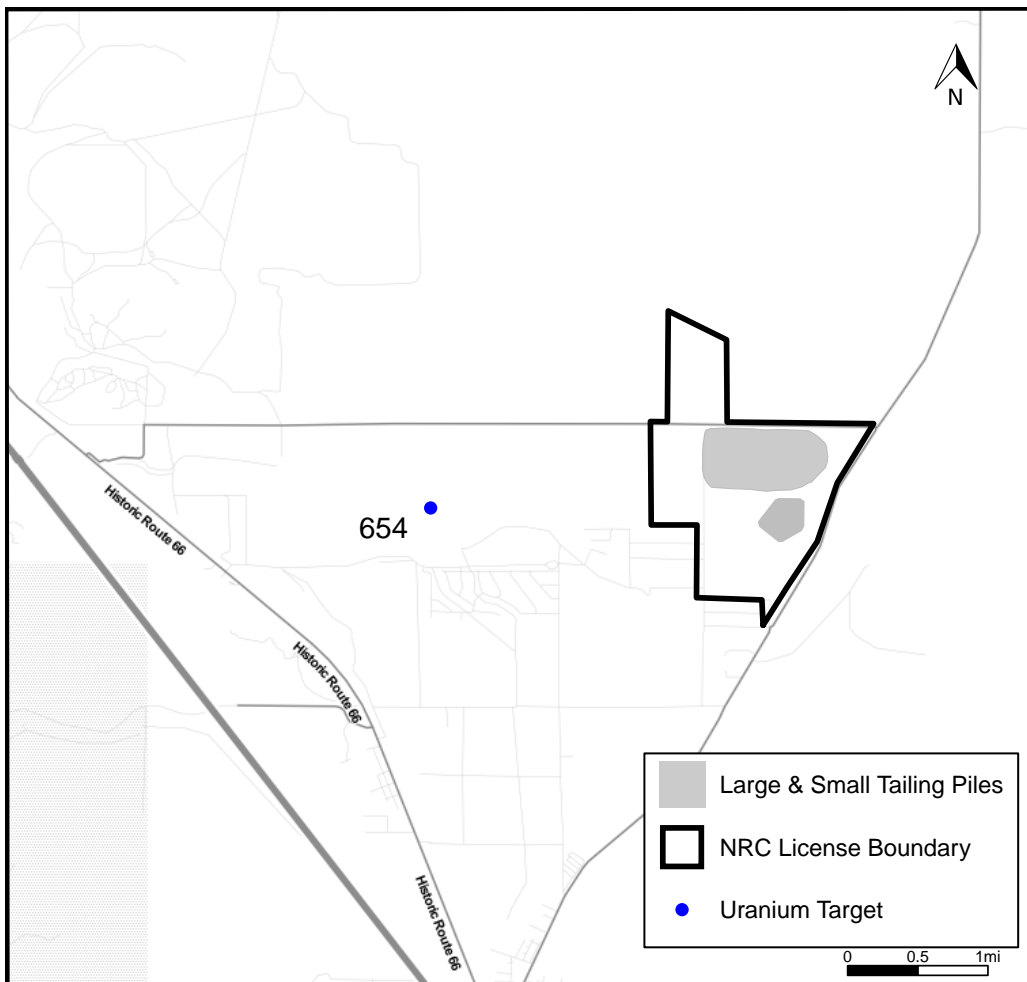 N
Historic Route 66
654
Historic Route 66
Historic Route 66
Large & Small Tailing Piles
NRC License Boundary
Uranium Target
0 0.5 1mi